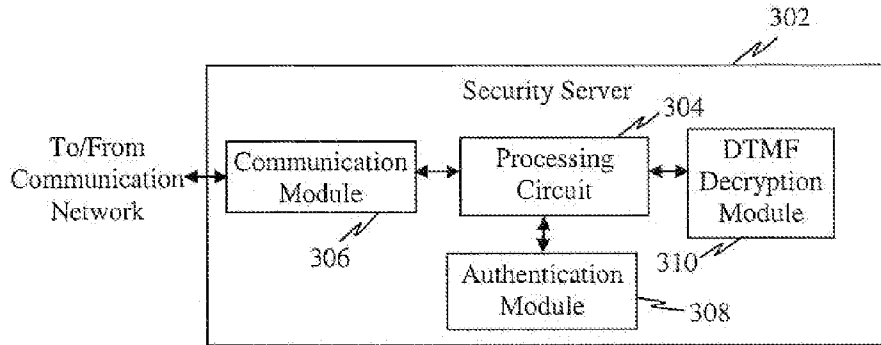 302
Security Server
304
To/From
Communication
Network
Communication
Module
306
Processing
Circuit
DTMF
Decryption
Module
310
Authentication
Module
308